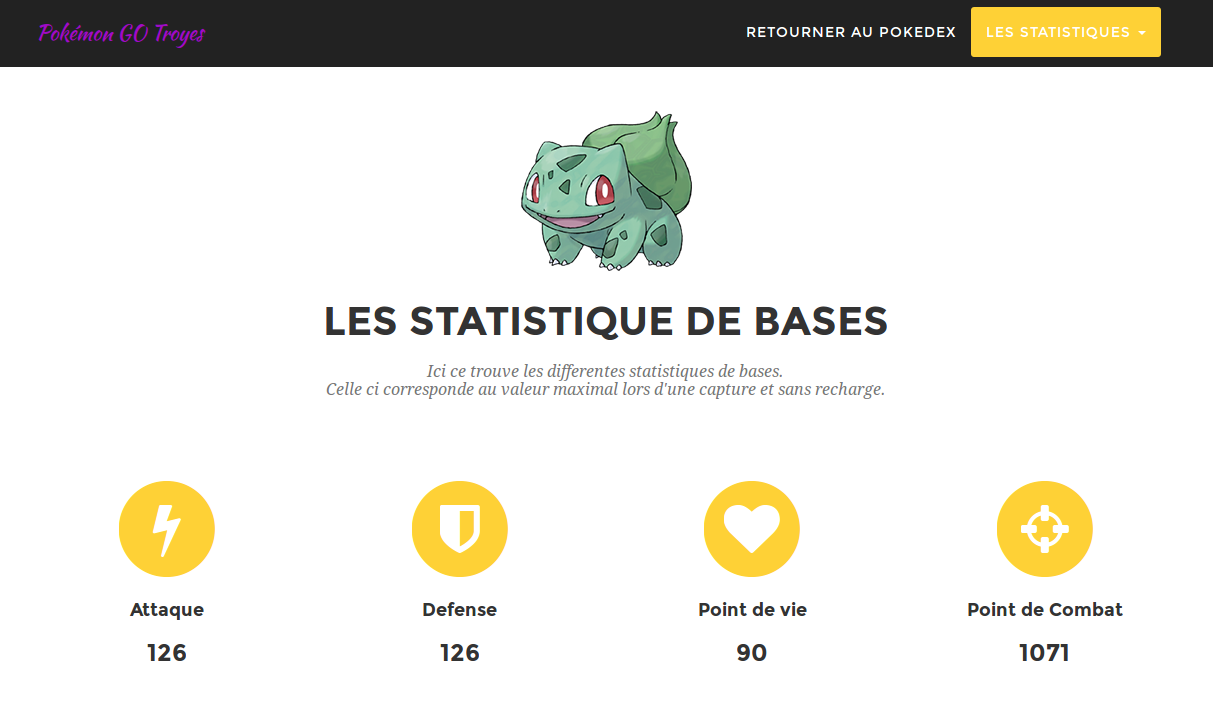 Pokémon GO Troyes
RETOURNER AU POKEDEX
LES STATISTIQUES
LES STATISTIQUE DE BASES
Ici ce trouve les differentes statistiques de bases.
Celle ci corresponde au valeur maximal lors d'une capture et sans recharge.
Attaque
126
Defense
126
Point de vie
90
Point de Combat
1071